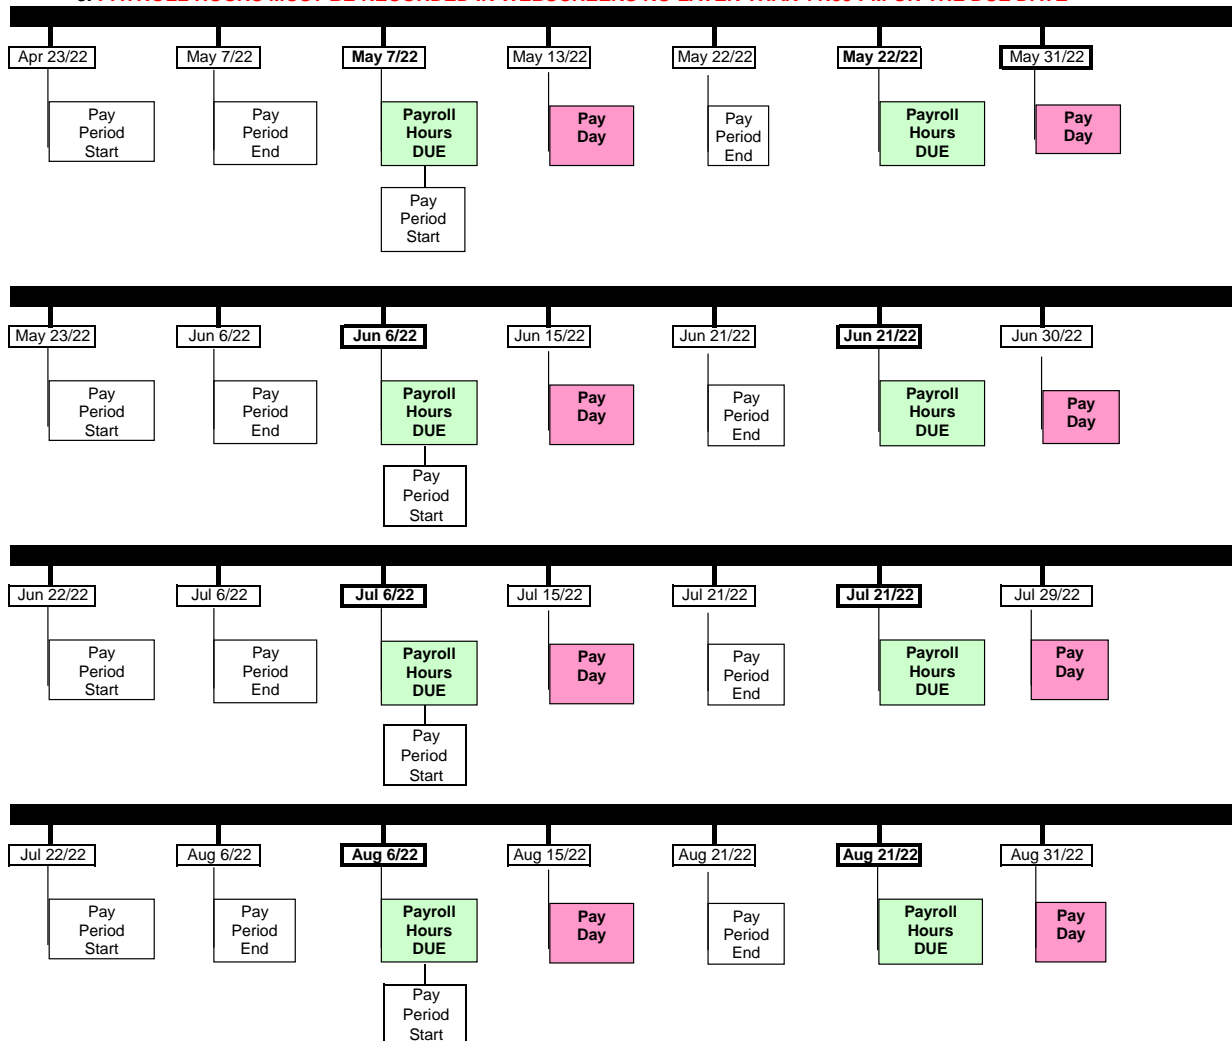 Apr 23/22 May 7/22 May 7/22 May 13/22 May 22/22 May 22/22 May 31/22
Pay Period Start
Pay Period End
Payroll Hours DUE
Pay Day
Pay Period End
Payroll Hours DUE
Pay Day
Pay Period Start
May 23/22 Jun 6/22 Jun 6/22 Jun 15/22 Jun 21/22 Jun 21/22 Jun 30/22
Pay Period Start
Pay Period End
Payroll Hours DUE
Pay Day
Pay Period End
Payroll Hours DUE
Pay Day
Pay Period Start
Jun 22/22 Jul 6/22 Jul 6/22 Jul 15/22 Jul 21/22 Jul 21/22 Jul 29/22
Pay Period Start
Pay Period End
Payroll Hours DUE
Pay Day
Pay Period End
Payroll Hours DUE
Pay Day
Pay Period Start
Jul 22/22 Aug 6/22 Aug 6/22 Aug 15/22 Aug 21/22 Aug 21/22 Aug 31/22
Pay Period Start
Pay Period End
Payroll Hours DUE
Pay Day
Pay Period End
Payroll Hours DUE
Pay Day
Pay Period Start